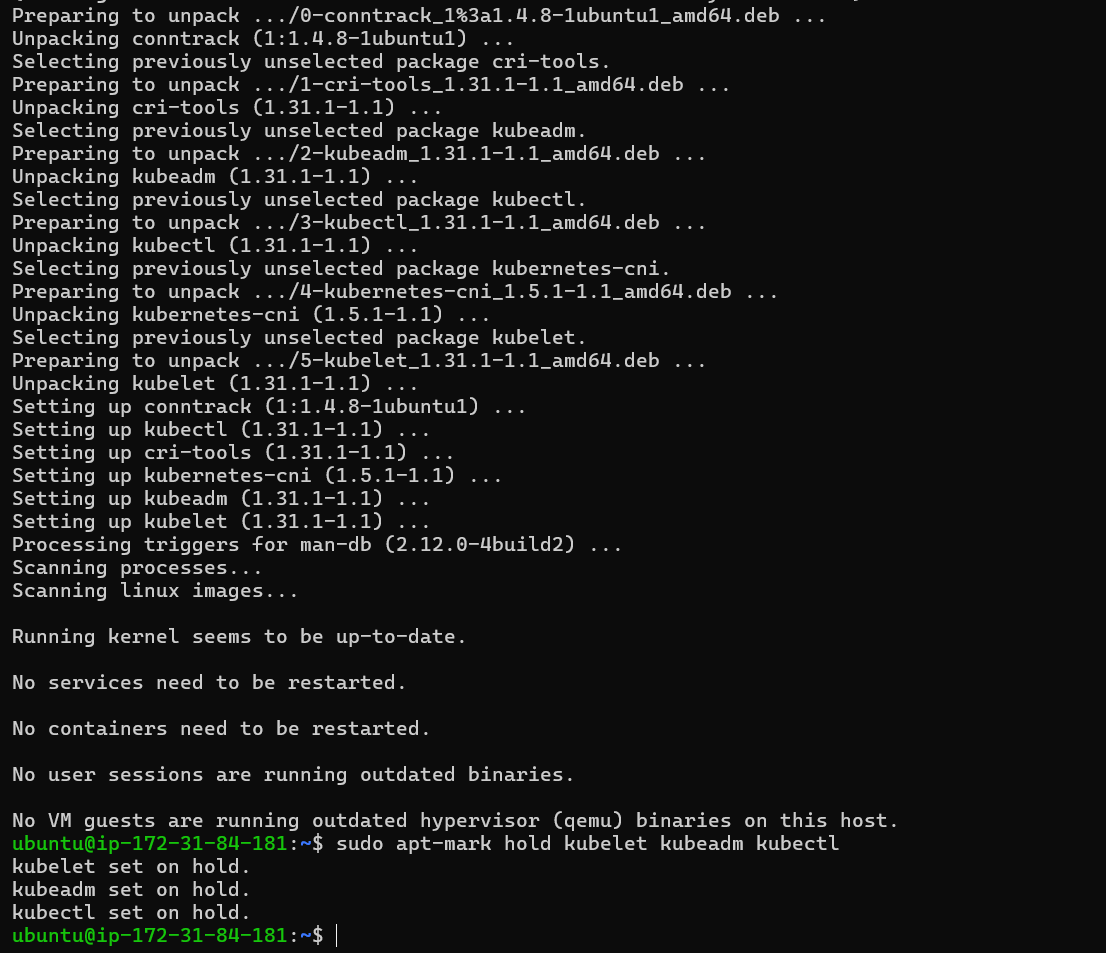 Preparing to unpack .../0-conntrack_1%3a1.4.8-1ubuntu1_amd64.deb ...
Unpacking conntrack (1:1.4.8-1ubuntu1) ...
Selecting previously unselected package cri-tools.
Preparing to unpack .../1-cri-tools_1.31.1-1.1_amd64.deb ...
Unpacking cri-tools (1.31.1-1.1) ...
Selecting previously unselected package kubeadm.
Preparing to unpack .../2-kubeadm_1.31.1-1.1_amd64.deb ...
Unpacking kubeadm (1.31.1-1.1) ...
Selecting previously unselected package kubectl.
Preparing to unpack .../3-kubectl_1.31.1-1.1_amd64.deb ...
Unpacking kubectl (1.31.1-1.1) ...
Selecting previously unselected package kubernetes-cni.
Preparing to unpack .../4-kubernetes-cni_1.5.1-1.1_amd64.deb ...
Unpacking kubernetes-cni (1.5.1-1.1) ...
Selecting previously unselected package kubelet.
Preparing to unpack .../5-kubelet_1.31.1-1.1_amd64.deb ...
Unpacking kubelet (1.31.1-1.1) ...
Setting up conntrack (1:1.4.8-1ubuntu1) ...
Setting up kubectl (1.31.1-1.1) ...
Setting up cri-tools (1.31.1-1.1) ...
Setting up kubernetes-cni (1.5.1-1.1) ...
Setting up kubeadm (1.31.1-1.1) ...
Setting up kubelet (1.31.1-1.1) ...
Processing triggers for man-db (2.12.0-4build2) ...
Scanning processes...
Scanning linux images...
Running kernel seems to be up-to-date.
No services need to be restarted.
No containers need to be restarted.
No user sessions are running outdated binaries.
No VM guests are running outdated hypervisor (qemu) binaries on this host.
ubuntu@ip-172-31-84-181:~$ sudo apt-mark hold kubelet kubeadm kubectl
kubelet set on hold.
kubeadm set on hold.
kubectl set on hold.
ubuntu@ip-172-31-84-181:~$